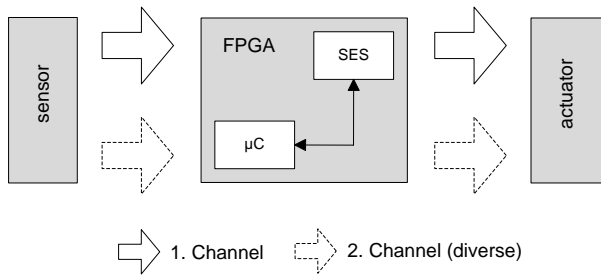 sensor
FPGA
SES
µC
actuator
1. Channel
2. Channel (diverse)